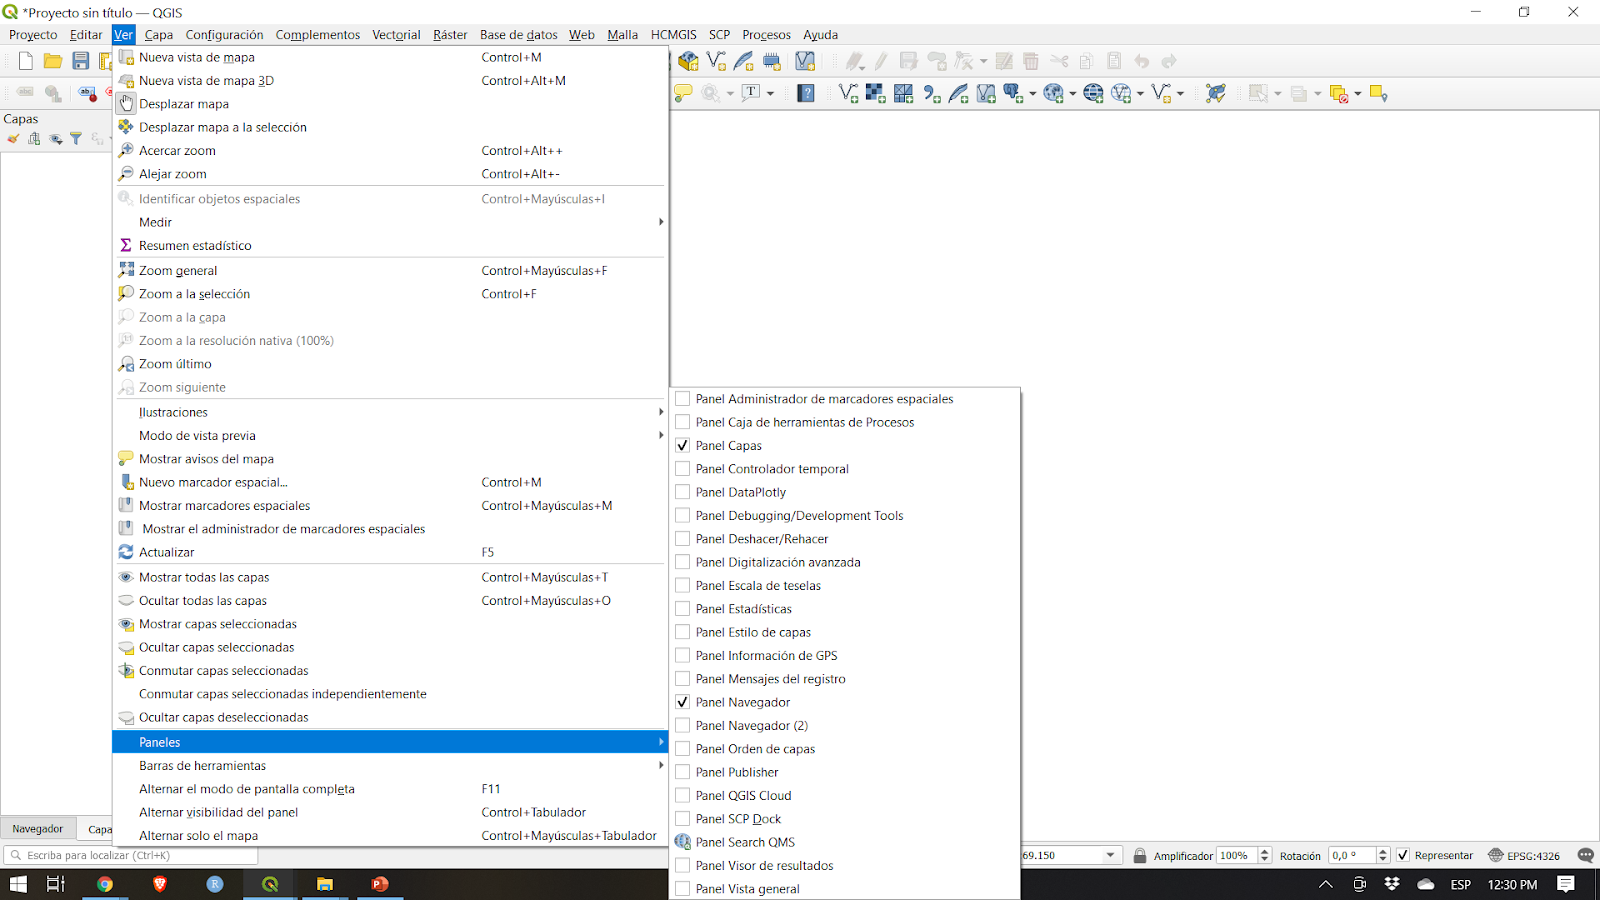 *Proyecto sin título — QGIS
Proyecto Editar Ver Capa Configuración Complementos Vectorial Ráster Base de datos Web Malla HCMGIS SCP Procesos Ayuda
Capas
Nueva vista de mapa Control+M
Nueva vista de mapa 3D Control+Alt+M
Desplazar mapa
Desplazar mapa a la selección
Acercar zoom Control+Alt++
Alejar zoom Control+Alt+-
Identificar objetos espaciales Control+Mayúsculas+I
Medir
Resumen estadístico
Zoom general Control+Mayúsculas+F
Zoom a la selección Control+F
Zoom a la capa
Zoom a la resolución nativa (100%)
Zoom último
Zoom siguiente
Ilustraciones
Modo de vista previa
Mostrar avisos del mapa
Nuevo marcador espacial... Control+M
Mostrar marcadores espaciales Control+Mayúsculas+M
Mostrar el administrador de marcadores espaciales
Actualizar F5
Mostrar todas las capas Control+Mayúsculas+T
Ocultar todas las capas Control+Mayúsculas+O
Mostrar capas seleccionadas
Ocultar capas seleccionadas
Conmutar capas seleccionadas
Conmutar capas seleccionadas independientemente
Ocultar capas deseleccionadas
Paneles
Barras de herramientas
Alternar el modo de pantalla completa F11
Alternar visibilidad del panel Control+Tabulador
Alternar solo el mapa Control+Mayúsculas+Tabulador
Panel Administrador de marcadores espaciales
Panel Caja de herramientas de Procesos
Panel Capas
Panel Controlador temporal
Panel DataPlotly
Panel Debugging/Development Tools
Panel Deshacer/Rehacer
Panel Digitalización avanzada
Panel Escala de teselas
Panel Estadísticas
Panel Estilo de capas
Panel Información de GPS
Panel Mensajes del registro
Panel Navegador
Panel Navegador (2)
Panel Orden de capas
Panel Publisher
Panel QGIS Cloud
Panel SCP Dock
Panel Search QMS
Panel Visor de resultados
Panel Vista general
Navegador Capa
Escriba para localizar (Ctrl+K) 69.150 Amplificador 100% Rotación 0,0 ° Representar EPSG:4326
ESP 12:30 PM